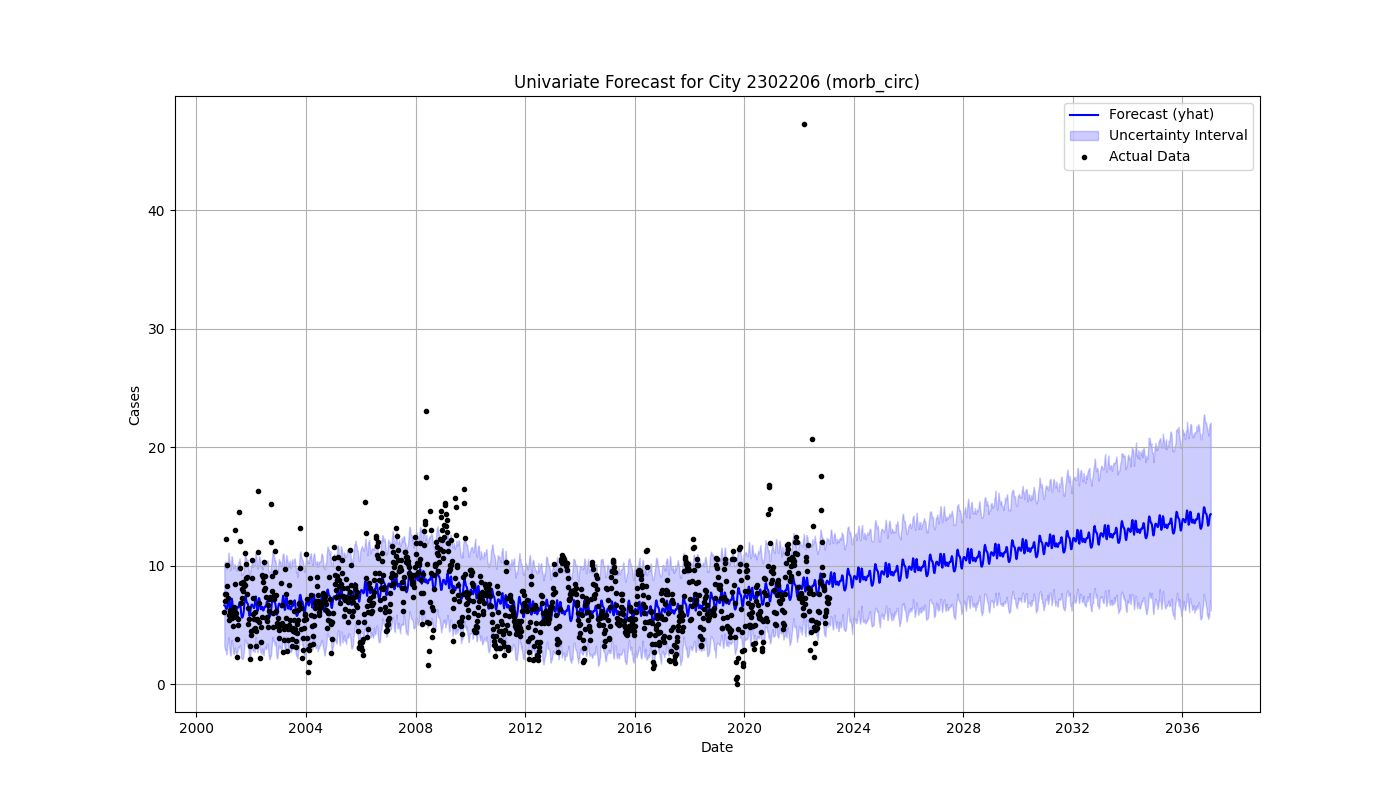 Univariate Forecast for City 2302206 (morb_circ)
Forecast (yhat)
Uncertainty Interval
Actual Data
Cases
40
30
20
10
0
2000 2004 2008 2012 2016 2020 2024 2028 2032 2036
Date